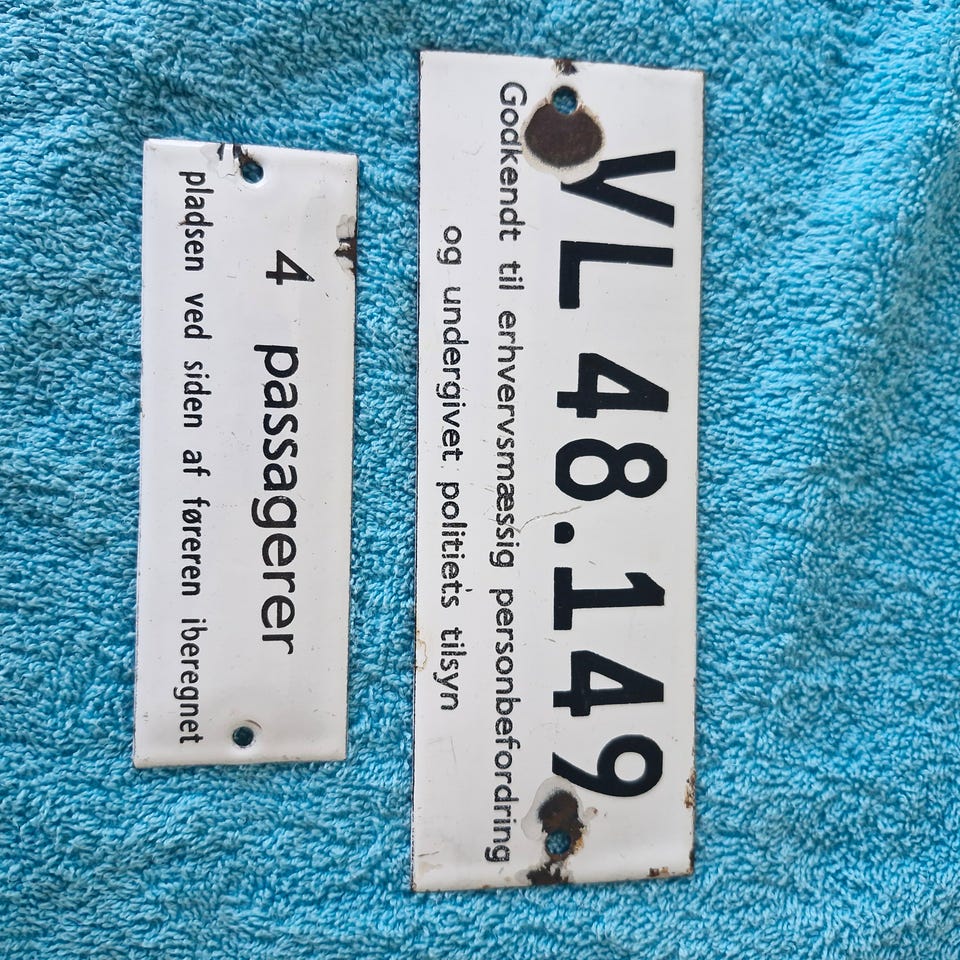 VL 48.149
Godkendt til erhvervsmæssig personbefordring
og undergivet politiets tilsyn
4 passagerer
pladsen ved siden af føreren iberegnet